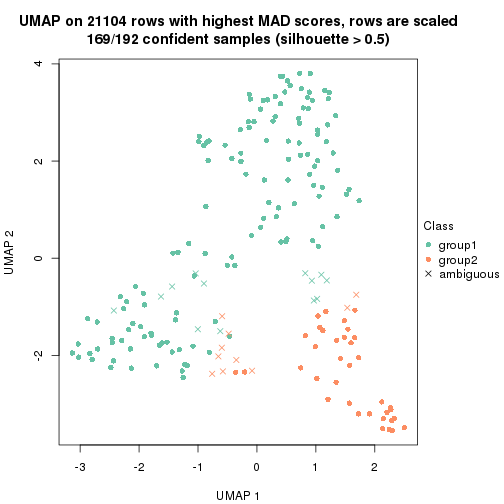 UMAP on 21104 rows with highest MAD scores, rows are scaled
169/192 confident samples (silhouette > 0.5)
4
2
0
-2
UMAP 2
-3
-2
-1
0
1
2
UMAP 1
Class
group1
group2
ambiguous